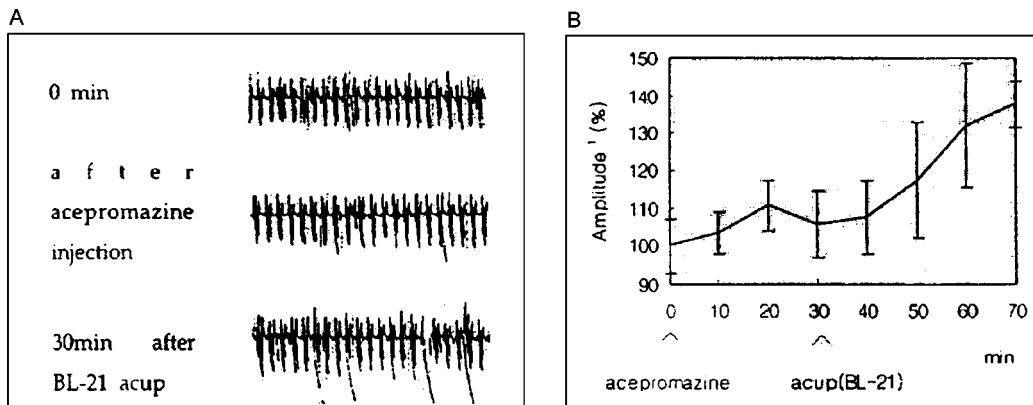 A
0 min
a f t e r
acepromazine
injection
30min after
BL-21 acup
B
Amplitude ¹ (%)
150
140
130
120
110
100
90
0 10 20 30 40 50 60 70
min
acepromazine acup(BL-21)